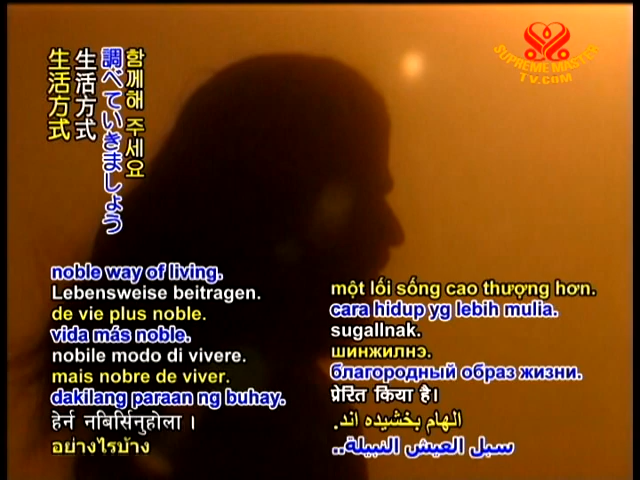 함께해 주세요
調べていきましょう
生活方式
生活方式
SUPREME MASTER
TV.COM
noble way of living.
Lebensweise beitragen.
de vie plus noble.
vida más noble.
nobile modo di vivere.
mais nobre de viver.
dakilang paraan ng buhay.
हेर्न नबिर्सिनुहोला ।
อย่างไรบ้าง
một lối sống cao thượng hơn.
cara hidup yg lebih mulia.
sugallnak.
шинжилнэ.
благородный образ жизни.
प्रेरित किया है।
الهام بخشیده اند.
سبل العيش النبيلة..